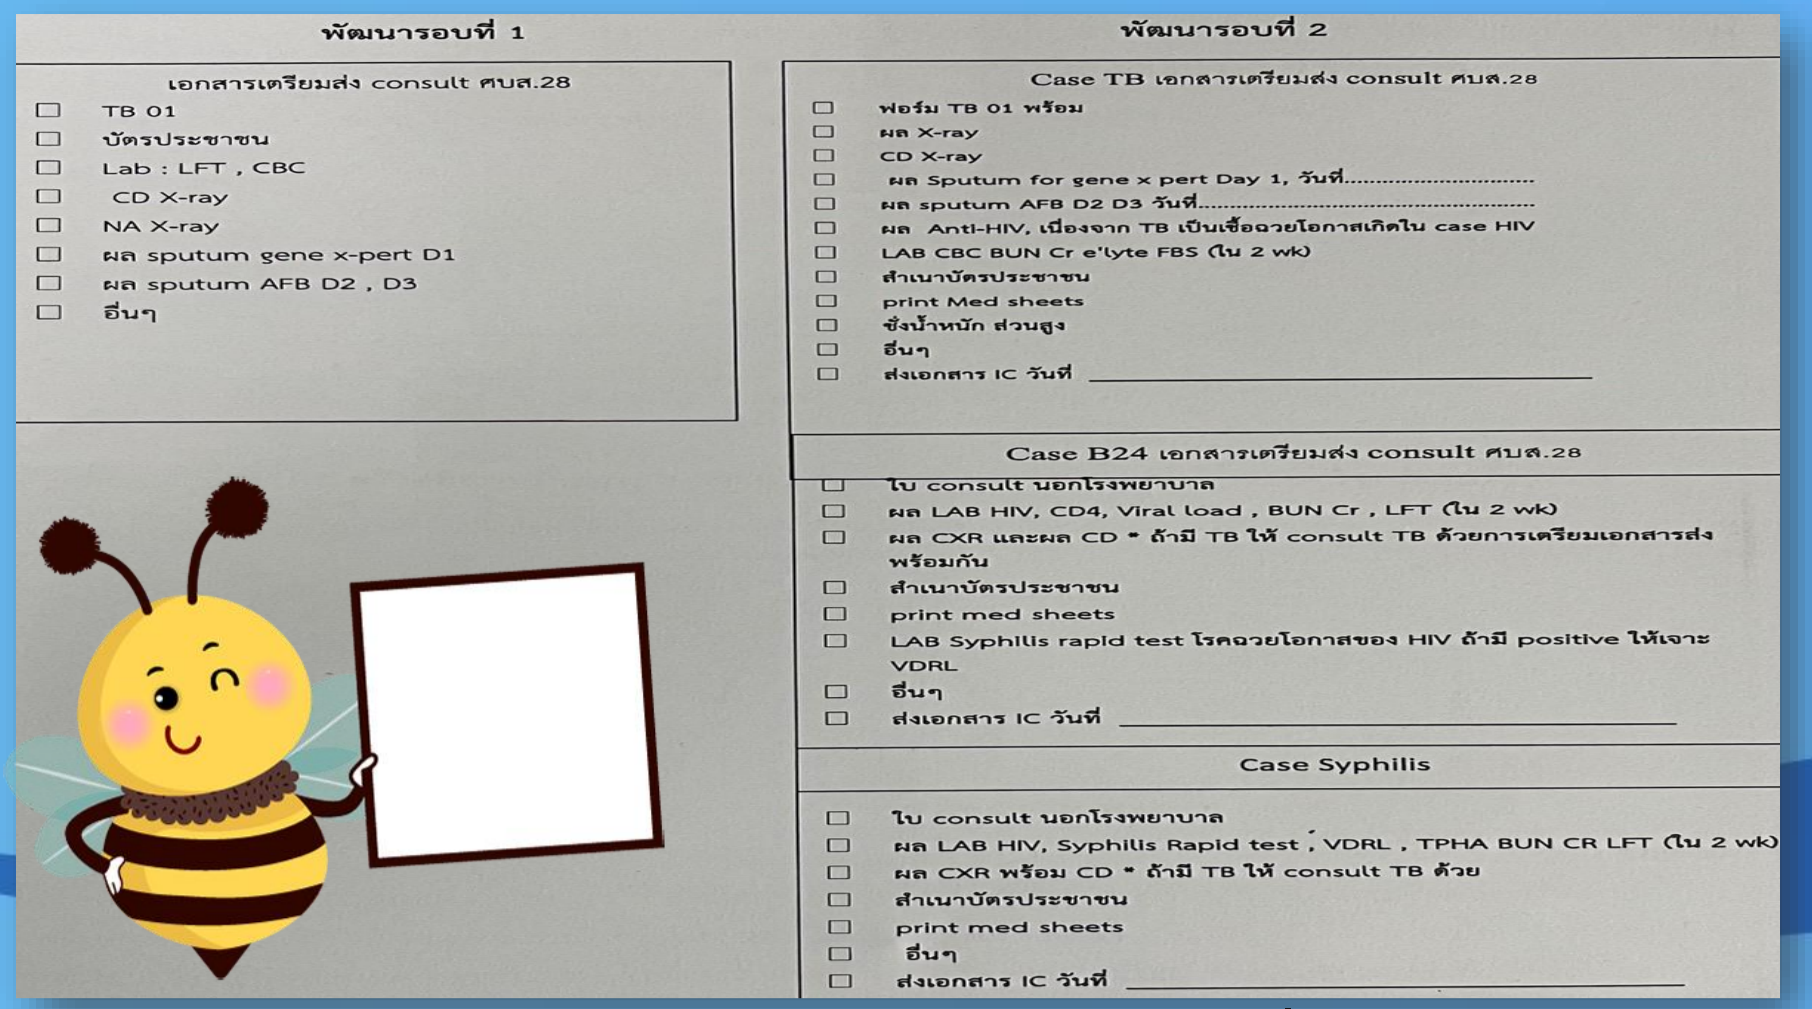 พัฒนารอบที่ 1
เอกสารเตรียมส่ง consult ศบส.28
TB 01
บัตรประชาชน
Lab : LFT , CBC
CD X-ray
NA X-ray
ผล sputum gene x-pert D1
ผล sputum AFB D2 , D3
อื่นๆ
พัฒนารอบที่ 2
Case TB เอกสารเตรียมส่ง consult ศบส.28
ฟอร์ม TB 01 พร้อม
ผล X-ray
CD X-ray
ผล Sputum for gene x pert Day 1, วันที่..............................
ผล sputum AFB D2 D3 วันที่......................................................
ผล Anti-HIV, เนื่องจาก TB เป็นเชื้อฉวยโอกาสเกิดใน case HIV
LAB CBC BUN Cr e'lyte FBS (ใน 2 wk)
สำเนาบัตรประชาชน
print Med sheets
ชั่งน้ำหนัก ส่วนสูง
อื่นๆ
ส่งเอกสาร IC วันที่ ____________________
Case B24 เอกสารเตรียมส่ง consult ศบส.28
ใบ consult นอกโรงพยาบาล
ผล LAB HIV, CD4, Viral load , BUN Cr , LFT (ใน 2 wk)
ผล CXR และผล CD * ถ้ามี TB ให้ consult TB ด้วยการเตรียมเอกสารส่ง
พร้อมกัน
สำเนาบัตรประชาชน
print med sheets
LAB Syphilis rapid test โรคฉวยโอกาสของ HIV ถ้ามี positive ให้เจาะ
VDRL
อื่นๆ
ส่งเอกสาร IC วันที่ ____________________
Case Syphilis
ใบ consult นอกโรงพยาบาล
ผล LAB HIV, Syphilis Rapid test , VDRL , TPHA BUN CR LFT (ใน 2 wk)
ผล CXR พร้อม CD * ถ้ามี TB ให้ consult TB ด้วย
สำเนาบัตรประชาชน
print med sheets
อื่นๆ
ส่งเอกสาร IC วันที่ ____________________